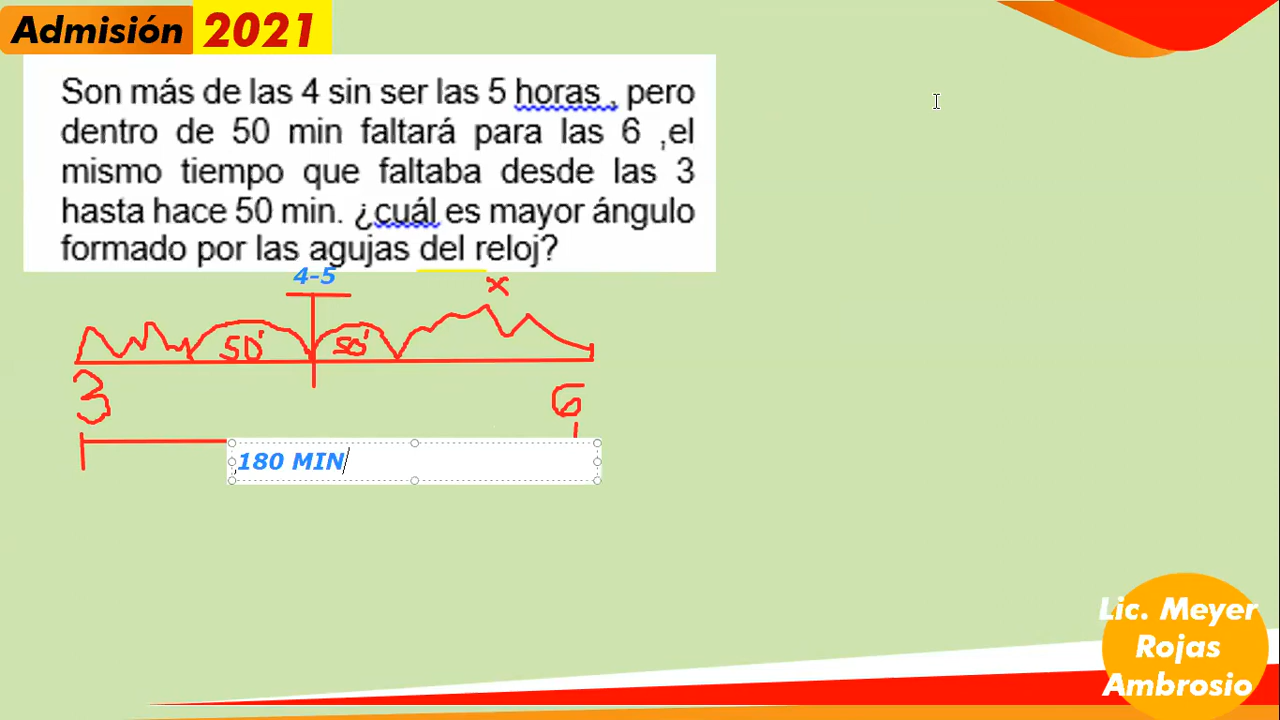 Admisión 2021
Son más de las 4 sin ser las 5 horas , pero
dentro de 50 min faltará para las 6 ,el
mismo tiempo que faltaba desde las 3
hasta hace 50 min. ¿cuál es mayor ángulo
formado por las agujas del reloj?
4-5
x
50' 50'
3 6
180 MIN
Lic. Meyer
Rojas
Ambrosio